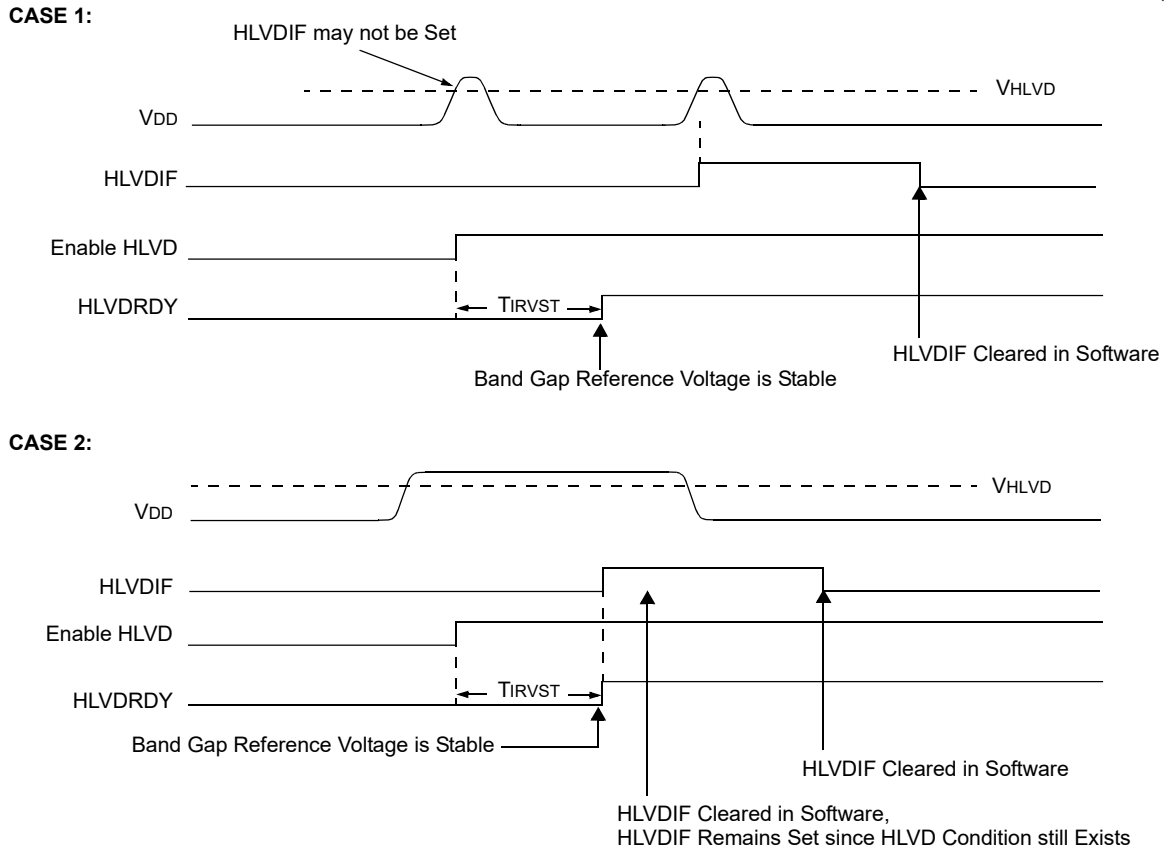 CASE 1:
HLVDIF may not be Set
VHLVD
VDD
HLVDIF
Enable HLVD
HLVDRDY
TIRVST
HLVDIF Cleared in Software
Band Gap Reference Voltage is Stable
CASE 2:
VHLVD
VDD
HLVDIF
Enable HLVD
HLVDRDY
TIRVST
Band Gap Reference Voltage is Stable
HLVDIF Cleared in Software
HLVDIF Cleared in Software,
HLVDIF Remains Set since HLVD Condition still Exists